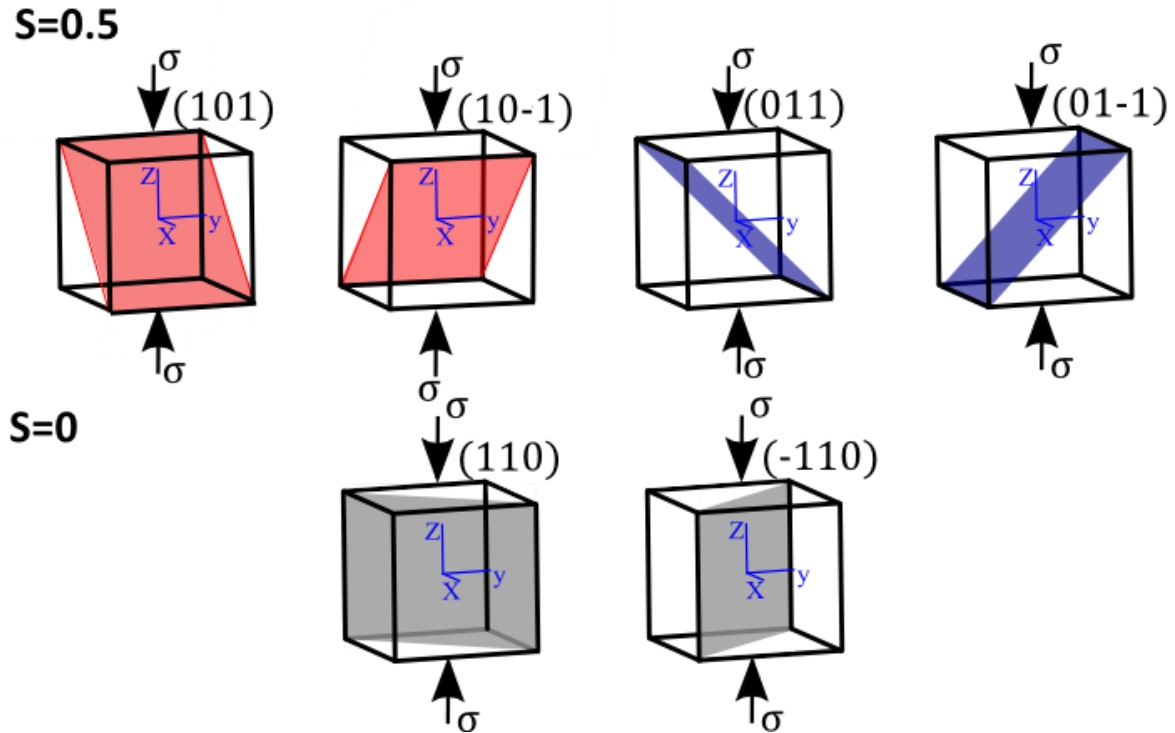 S=0.5
σ σ σ σ
(101) (10-1) (011) (01-1)
Z Z Z Z
y y y y
X X X X
σ σ σ σ
S=0
σ σ
(110) (-110)
Z Z
y y
X X
σ σ